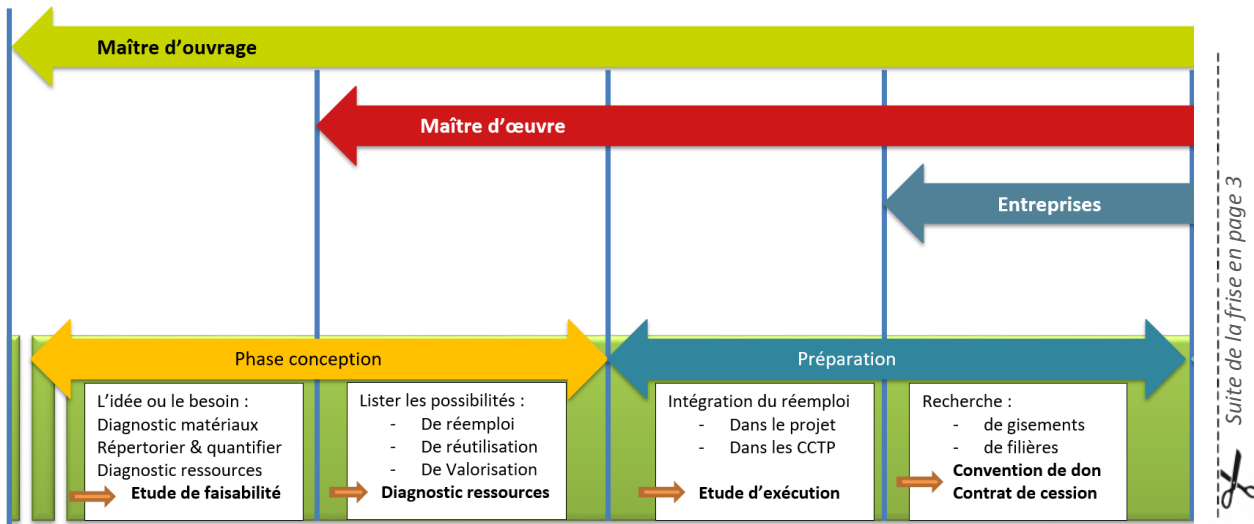 Maître d'ouvrage
Maître d'œuvre
Entreprises
Suite de la frise en page 3
Phase conception
Préparation
L'idée ou le besoin :
Diagnostic matériaux
Répertorier & quantifier
Diagnostic ressources
Etude de faisabilité
Lister les possibilités :
- De réemploi
- De réutilisation
- De Valorisation
Diagnostic ressources
Intégration du réemploi
- Dans le projet
- Dans les CCTP
Etude d'exécution
Recherche :
- de gisements
- de filières
Convention de don
Contrat de cession